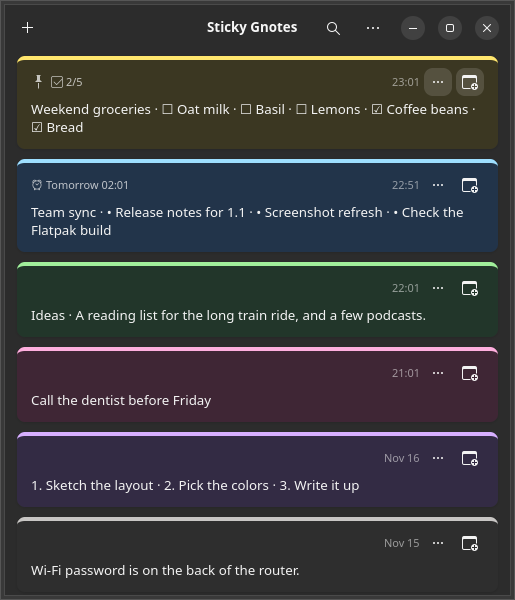 Sticky Gnotes
2/5
23:01
Weekend groceries · ☐ Oat milk · ☐ Basil · ☐ Lemons · ☑ Coffee beans ·
☑ Bread
Tomorrow 02:01
22:51
Team sync · • Release notes for 1.1 · • Screenshot refresh · • Check the
Flatpak build
22:01
Ideas · A reading list for the long train ride, and a few podcasts.
21:01
Call the dentist before Friday
Nov 16
1. Sketch the layout · 2. Pick the colors · 3. Write it up
Nov 15
Wi-Fi password is on the back of the router.